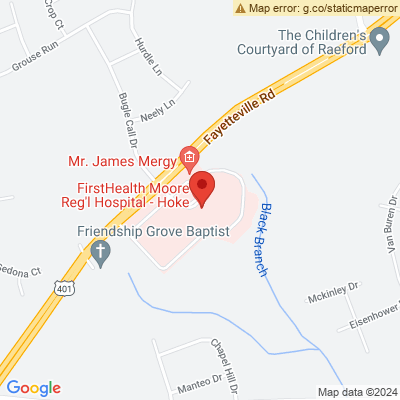 Map error: g.co/staticmaperror
Crop Ct
Grouse Run
Hurdle Ln
The Children's
Courtyard of Raeford
Neely Ln
Bugle Call Dr
Fayetteville Rd
Mr. James Mergy
FirstHealth Moore
Reg'l Hospital - Hoke
Friendship Grove Baptist
Black Branch
Van Buren Dr
Sedona Ct
401
Mckinley Dr
Eisenhower
Chapel Hill Dr
Manteo Dr
Google
Map data ©2024